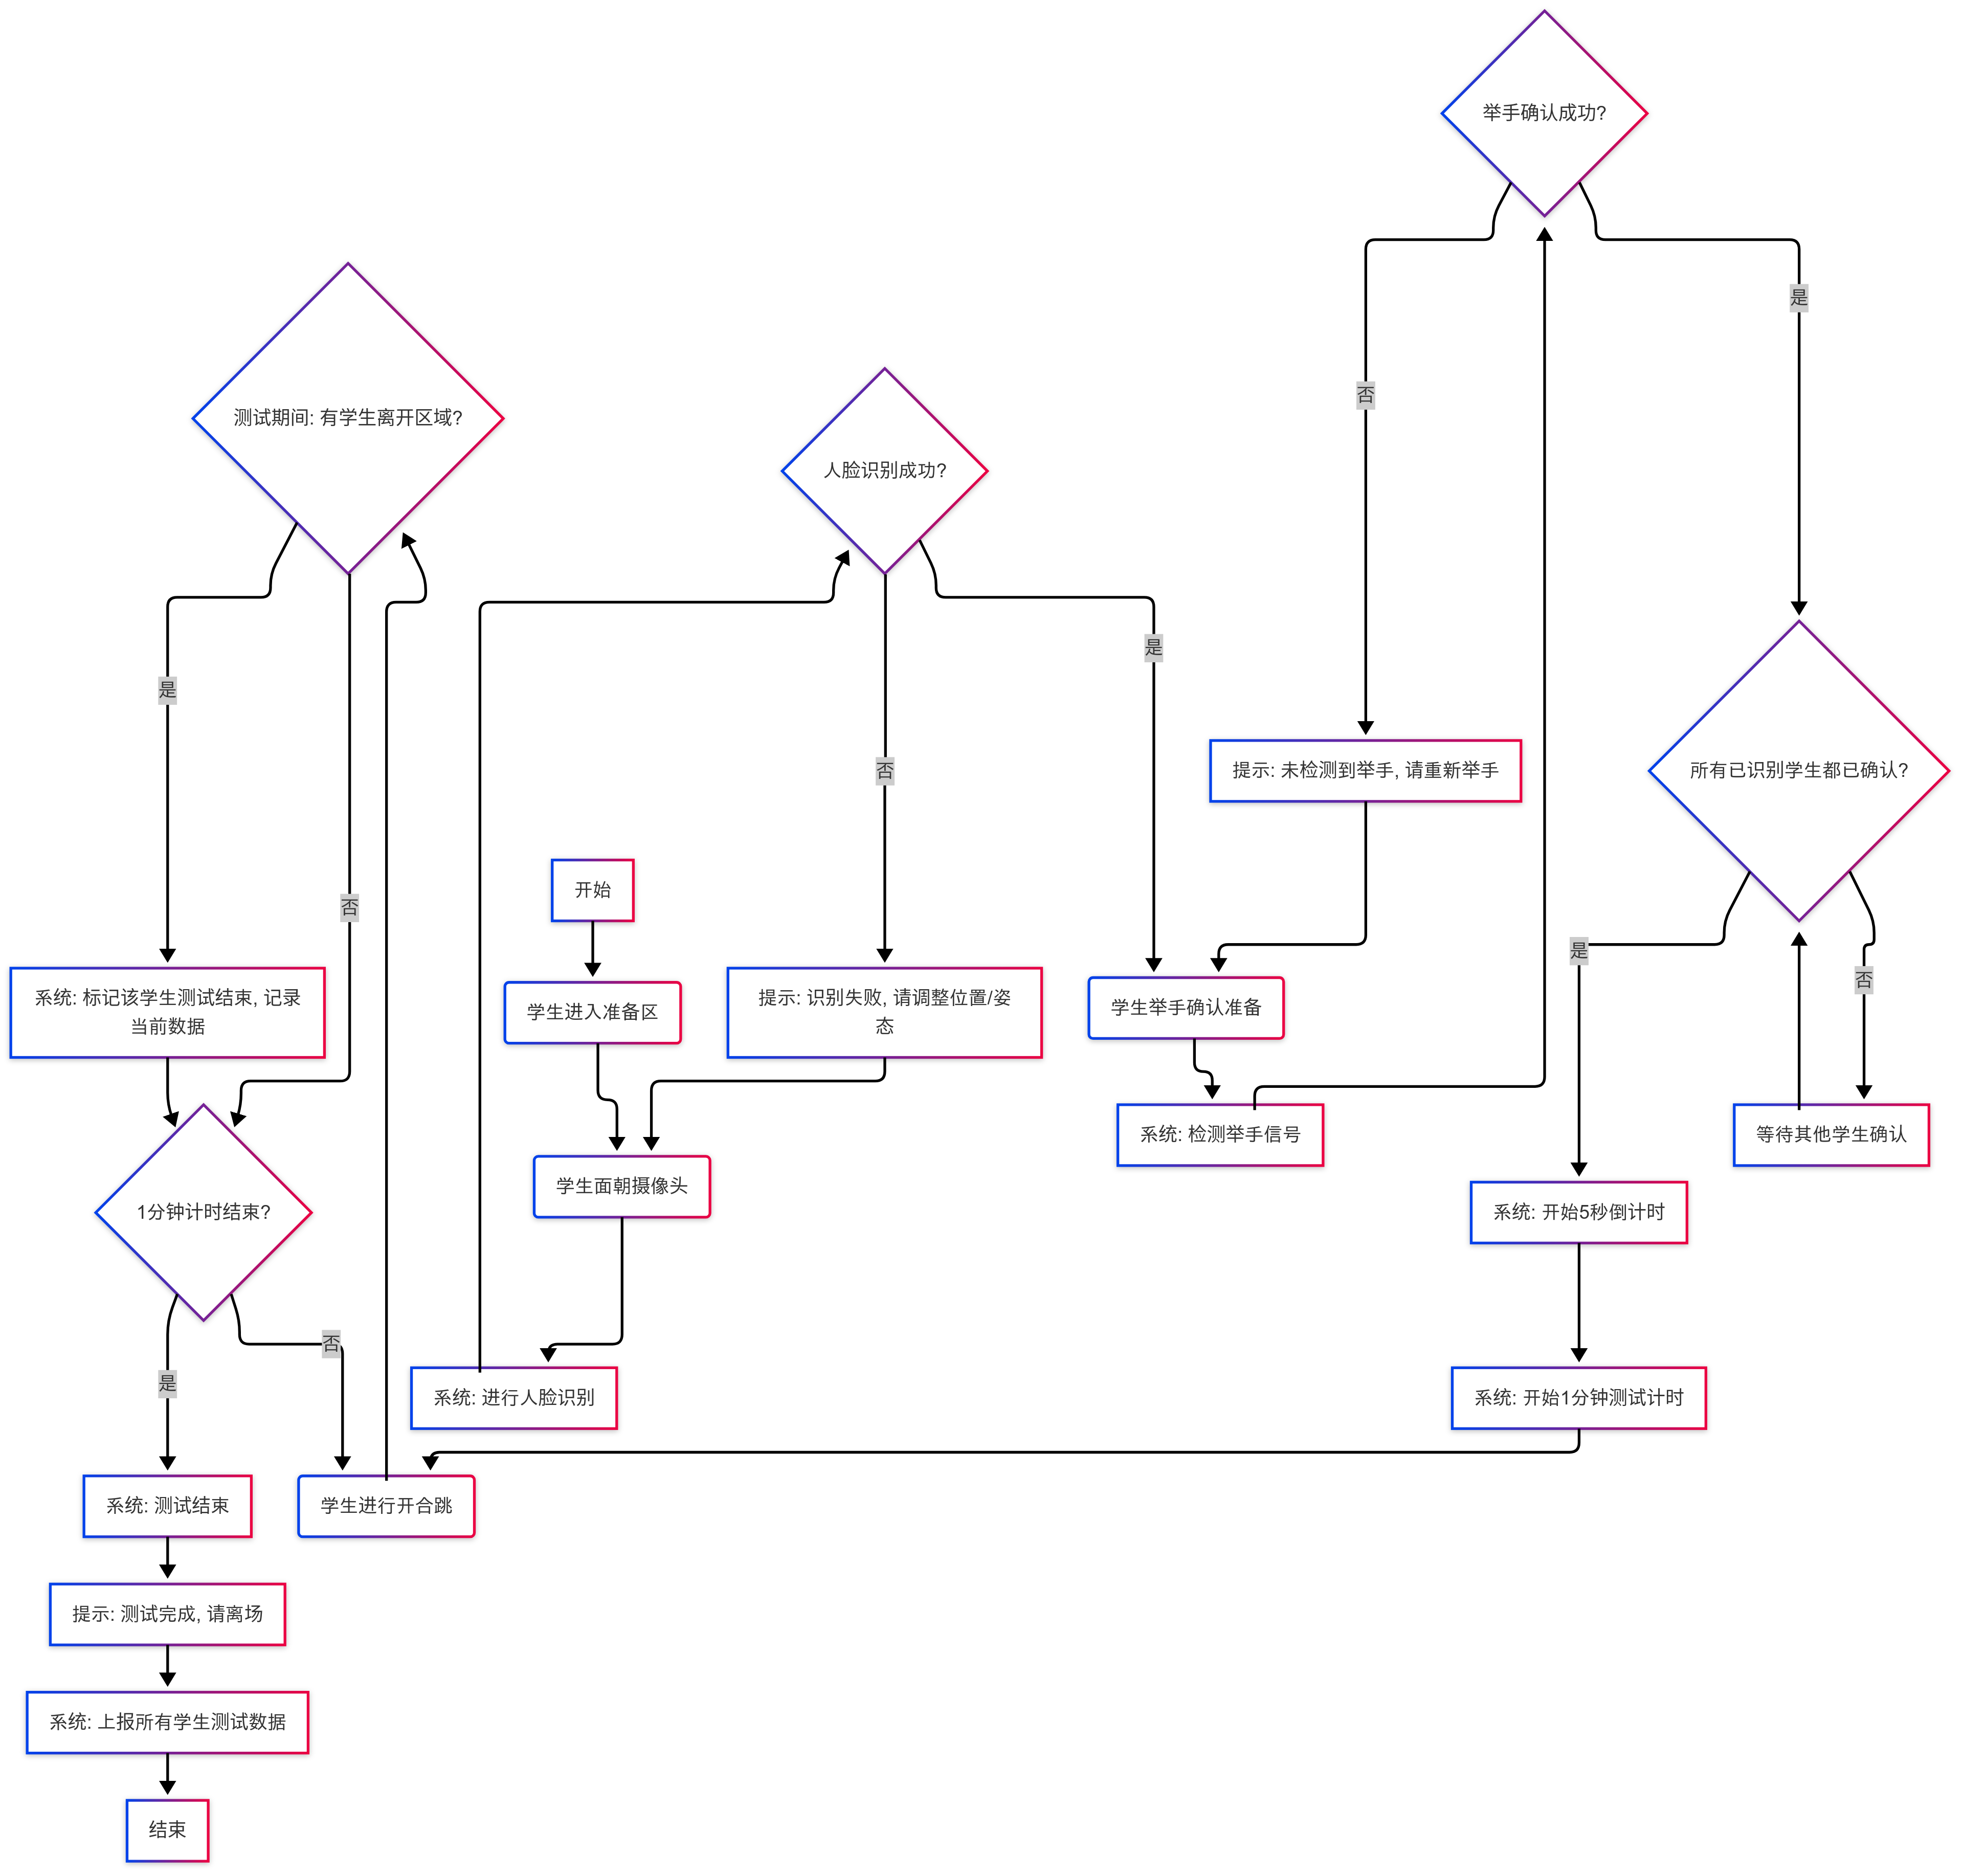 举手确认成功?
是
否
测试期间: 有学生离开区域?
人脸识别成功?
是
是
否
提示: 未检测到举手, 请重新举手
所有已识别学生都已确认?
否
开始
是
否
系统: 标记该学生测试结束, 记录
当前数据
学生进入准备区
提示: 识别失败, 请调整位置/姿
态
学生举手确认准备
系统: 检测举手信号
等待其他学生确认
1分钟计时结束?
学生面朝摄像头
系统: 开始5秒倒计时
否
是
系统: 进行人脸识别
系统: 开始1分钟测试计时
系统: 测试结束
学生进行开合跳
提示: 测试完成, 请离场
系统: 上报所有学生测试数据
结束